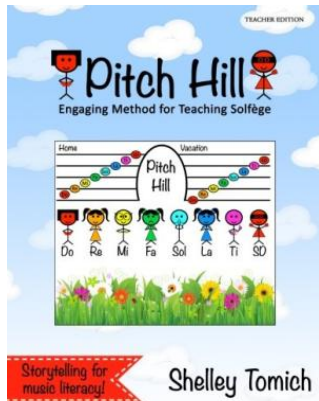 TEACHER EDITION
Pitch Hill
Engaging Method for Teaching Solfège
Home Vacation
Pitch
Hill
Do Re Mi Fa Sol La Ti SD
Storytelling for
music literacy!
Shelley Tomich